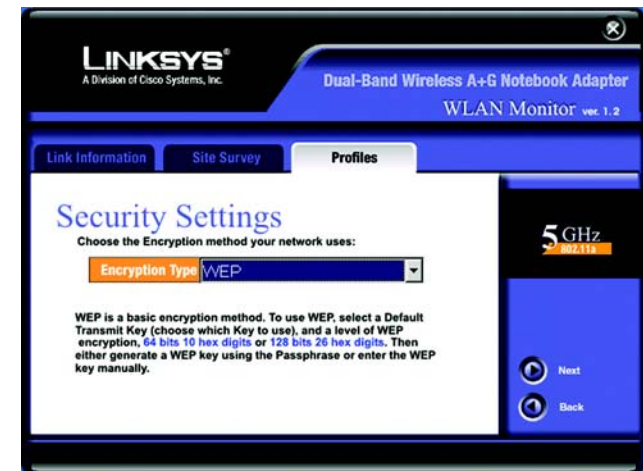 LINKSYS®
A Division of Cisco Systems, Inc.
Dual-Band Wireless A+G Notebook Adapter
WLAN Monitor ver. 1.2
Link Information
Site Survey
Profiles
Security Settings
Choose the Encryption method your network uses:
Encryption Type WEP
WEP is a basic encryption method. To use WEP, select a Default
Transmit Key (choose which Key to use), and a level of WEP
encryption, 64 bits 10 hex digits or 128 bits 26 hex digits. Then
either generate a WEP key using the Passphrase or enter the WEP
key manually.
5 GHz
802.11a
Next
Back